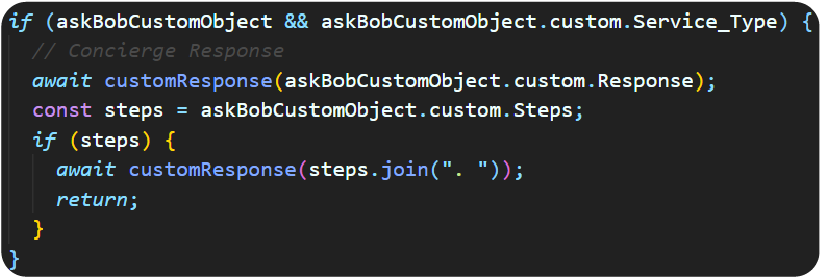 if (askBobCustomObject && askBobCustomObject.custom.Service_Type) {
// Concierge Response
await customResponse(askBobCustomObject.custom.Response);
const steps = askBobCustomObject.custom.Steps;
if (steps) {
await customResponse(steps.join(". "));
return;
}
}